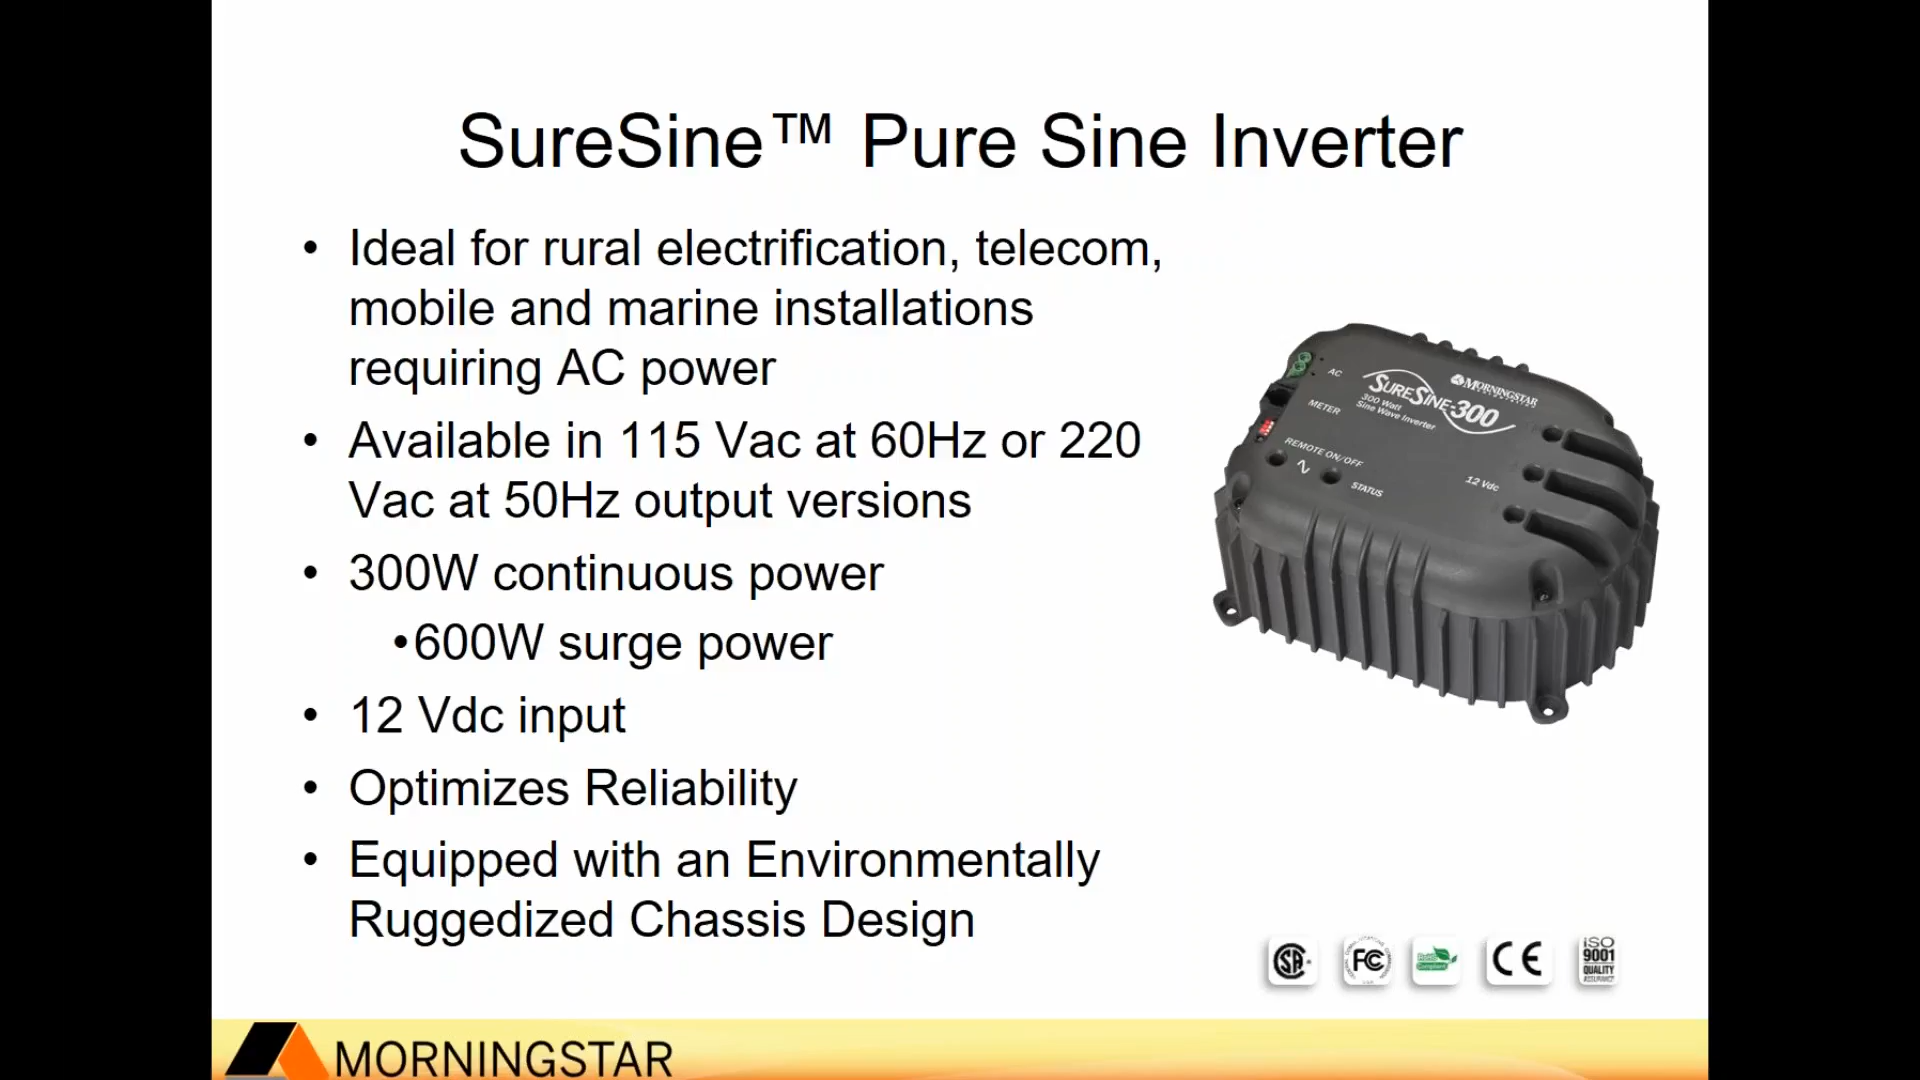 SureSine™ Pure Sine Inverter
• Ideal for rural electrification, telecom,
mobile and marine installations
requiring AC power
• Available in 115 Vac at 60Hz or 220
Vac at 50Hz output versions
• 300W continuous power
•600W surge power
• 12 Vdc input
• Optimizes Reliability
• Equipped with an Environmentally
Ruggedized Chassis Design
AC
METER
SURESINE-300
300 Watt
Sine Wave Inverter
MORNINGSTAR
REMOTE ON/OFF
STATUS
12 Vdc
SA
FC
Compliant
CE
ISO
9001
QUALITY
MORNINGSTAR